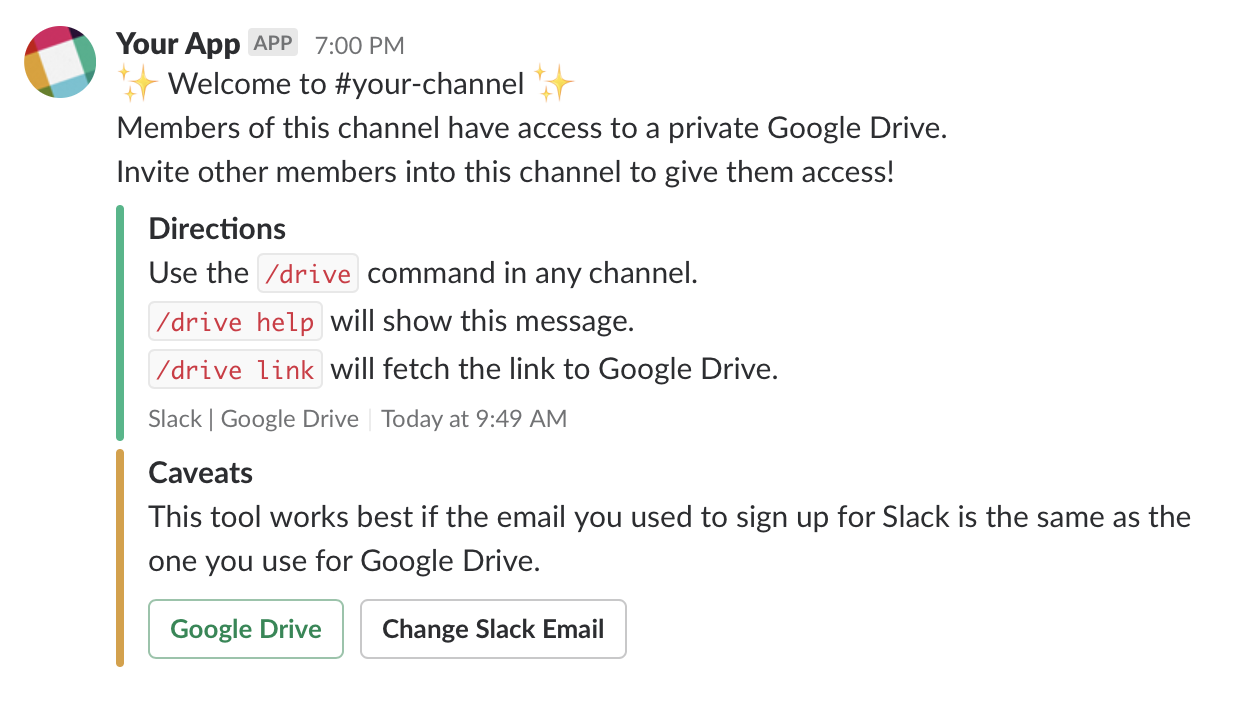 Your App APP 7:00 PM
✨ Welcome to #your-channel ✨
Members of this channel have access to a private Google Drive.
Invite other members into this channel to give them access!
Directions
Use the /drive command in any channel.
/drive help will show this message.
/drive link will fetch the link to Google Drive.
Slack | Google Drive | Today at 9:49 AM
Caveats
This tool works best if the email you used to sign up for Slack is the same as the
one you use for Google Drive.
Google Drive Change Slack Email